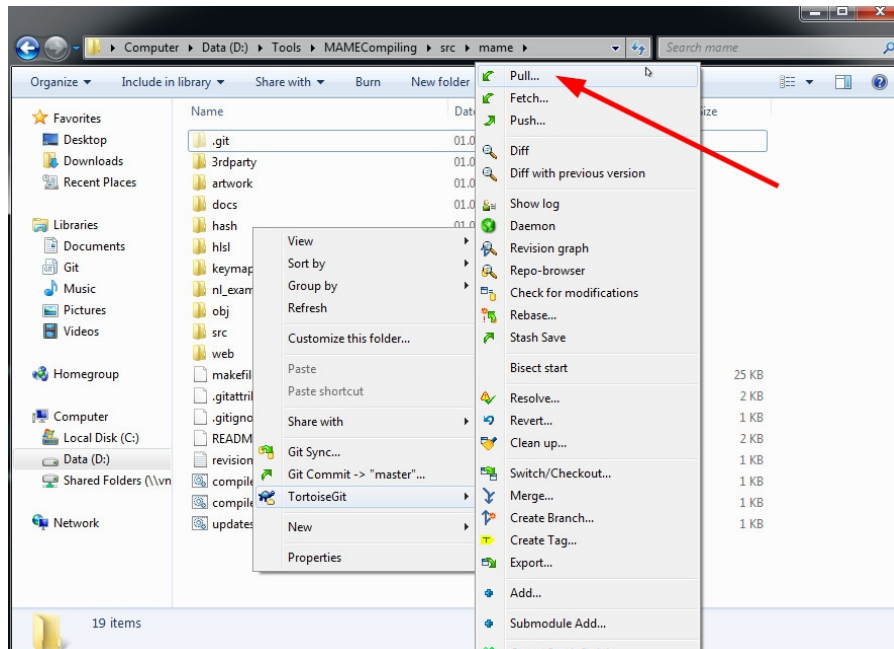 Computer ▸ Data (D:) ▸ Tools ▸ MAMECompiling ▸ src ▸ mame ▸
Search mame
Organize
Include in library
Share with
Burn
New folder
Favorites
Desktop
Downloads
Recent Places
Libraries
Documents
Git
Music
Pictures
Videos
Homegroup
Computer
Local Disk (C:)
Data (D:)
Shared Folders (\\vn
Network
Name
.git
3rdparty
artwork
docs
hash
hlsl
keymap
nl_exam
obj
src
web
makefil
.gitattril
.gitigno
READM
revision
compile
compile
updates
Date
01.0
01.0
01.0
01.0
01.0
Size
25 KB
2 KB
1 KB
2 KB
1 KB
1 KB
1 KB
1 KB
View
Sort by
Group by
Refresh
Customize this folder...
Paste
Paste shortcut
Share with
Git Sync...
Git Commit -> "master"...
TortoiseGit
New
Properties
Pull...
Fetch...
Push...
Diff
Diff with previous version
Show log
Daemon
Revision graph
Repo-browser
Check for modifications
Rebase...
Stash Save
Bisect start
Resolve...
Revert...
Clean up...
Switch/Checkout...
Merge...
Create Branch...
Create Tag...
Export...
Add...
Submodule Add...
19 items